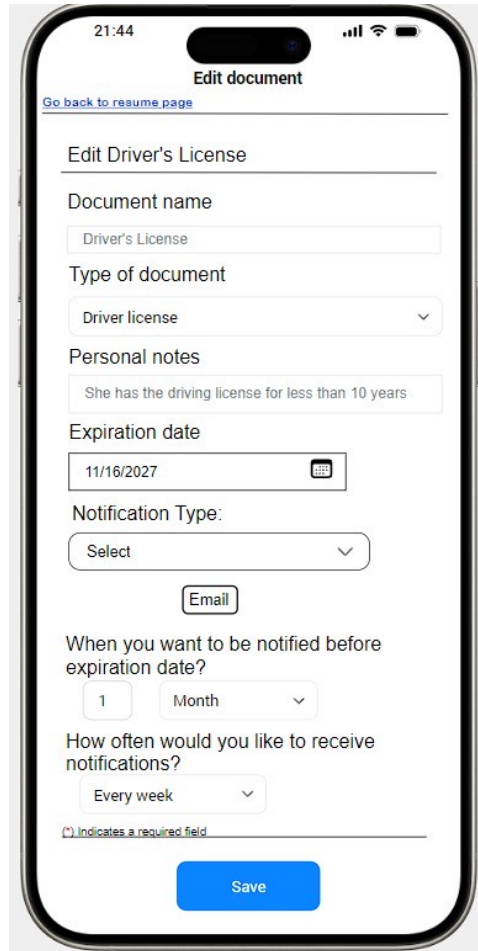 21:44
Edit document
Go back to resume page
Edit Driver's License
Document name
Driver's License
Type of document
Driver license
Personal notes
She has the driving license for less than 10 years
Expiration date
11/16/2027
Notification Type:
Select
Email
When you want to be notified before
expiration date?
1 Month
How often would you like to receive
notifications?
Every week
(*) Indicates a required field
Save